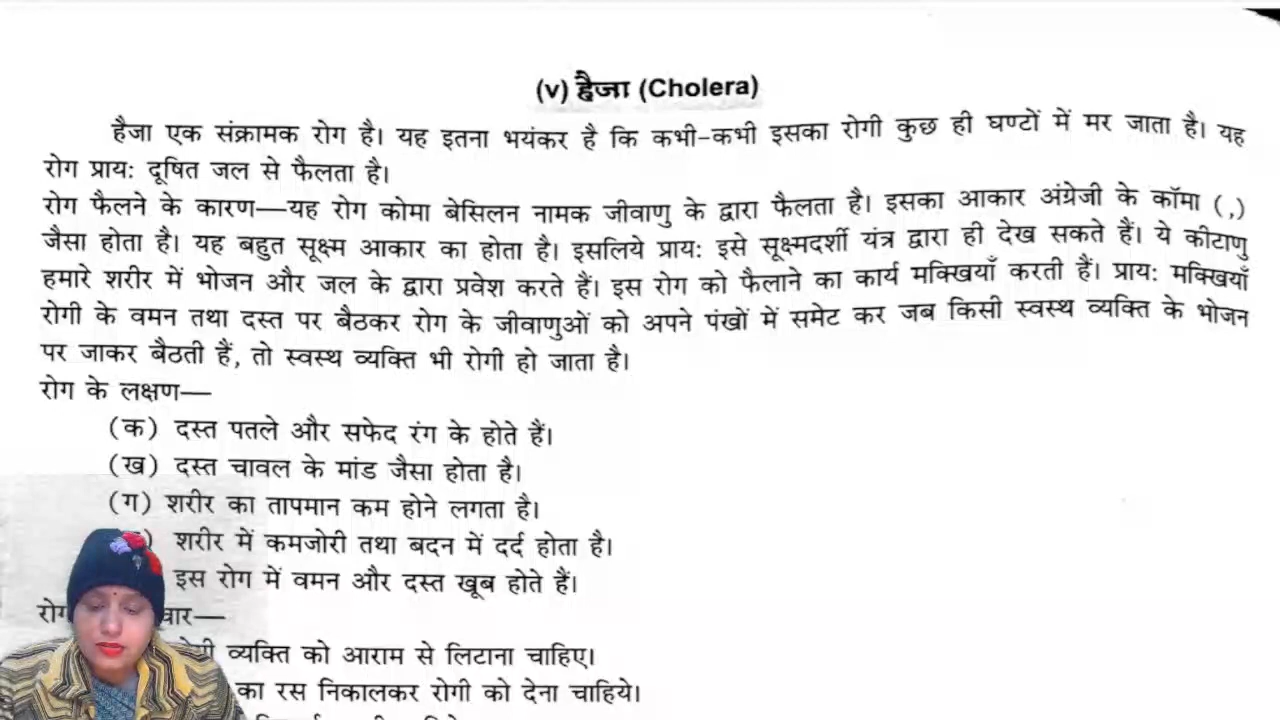 (v) हैजा (Cholera)
हैजा एक संक्रामक रोग है। यह इतना भयंकर है कि कभी-कभी इसका रोगी कुछ ही घण्टों में मर जाता है। यह
रोग प्रायः दूषित जल से फैलता है।
रोग फैलने के कारण—यह रोग कोमा बेसिलन नामक जीवाणु के द्वारा फैलता है। इसका आकार अंग्रेजी के कॉमा (,)
जैसा होता है। यह बहुत सूक्ष्म आकार का होता है। इसलिये प्रायः इसे सूक्ष्मदर्शी यंत्र द्वारा ही देख सकते हैं। ये कीटाणु
हमारे शरीर में भोजन और जल के द्वारा प्रवेश करते हैं। इस रोग को फैलाने का कार्य मक्खियाँ करती हैं। प्रायः मक्खियाँ
रोगी के वमन तथा दस्त पर बैठकर रोग के जीवाणुओं को अपने पंखों में समेट कर जब किसी स्वस्थ व्यक्ति के भोजन
पर जाकर बैठती हैं, तो स्वस्थ व्यक्ति भी रोगी हो जाता है।
रोग के लक्षण—
(क) दस्त पतले और सफेद रंग के होते हैं।
(ख) दस्त चावल के मांड जैसा होता है।
(ग) शरीर का तापमान कम होने लगता है।
शरीर में कमजोरी तथा बदन में दर्द होता है।
इस रोग में वमन और दस्त खूब होते हैं।
रोग
व्यक्ति को आराम से लिटाना चाहिए।
का रस निकालकर रोगी को देना चाहिये।